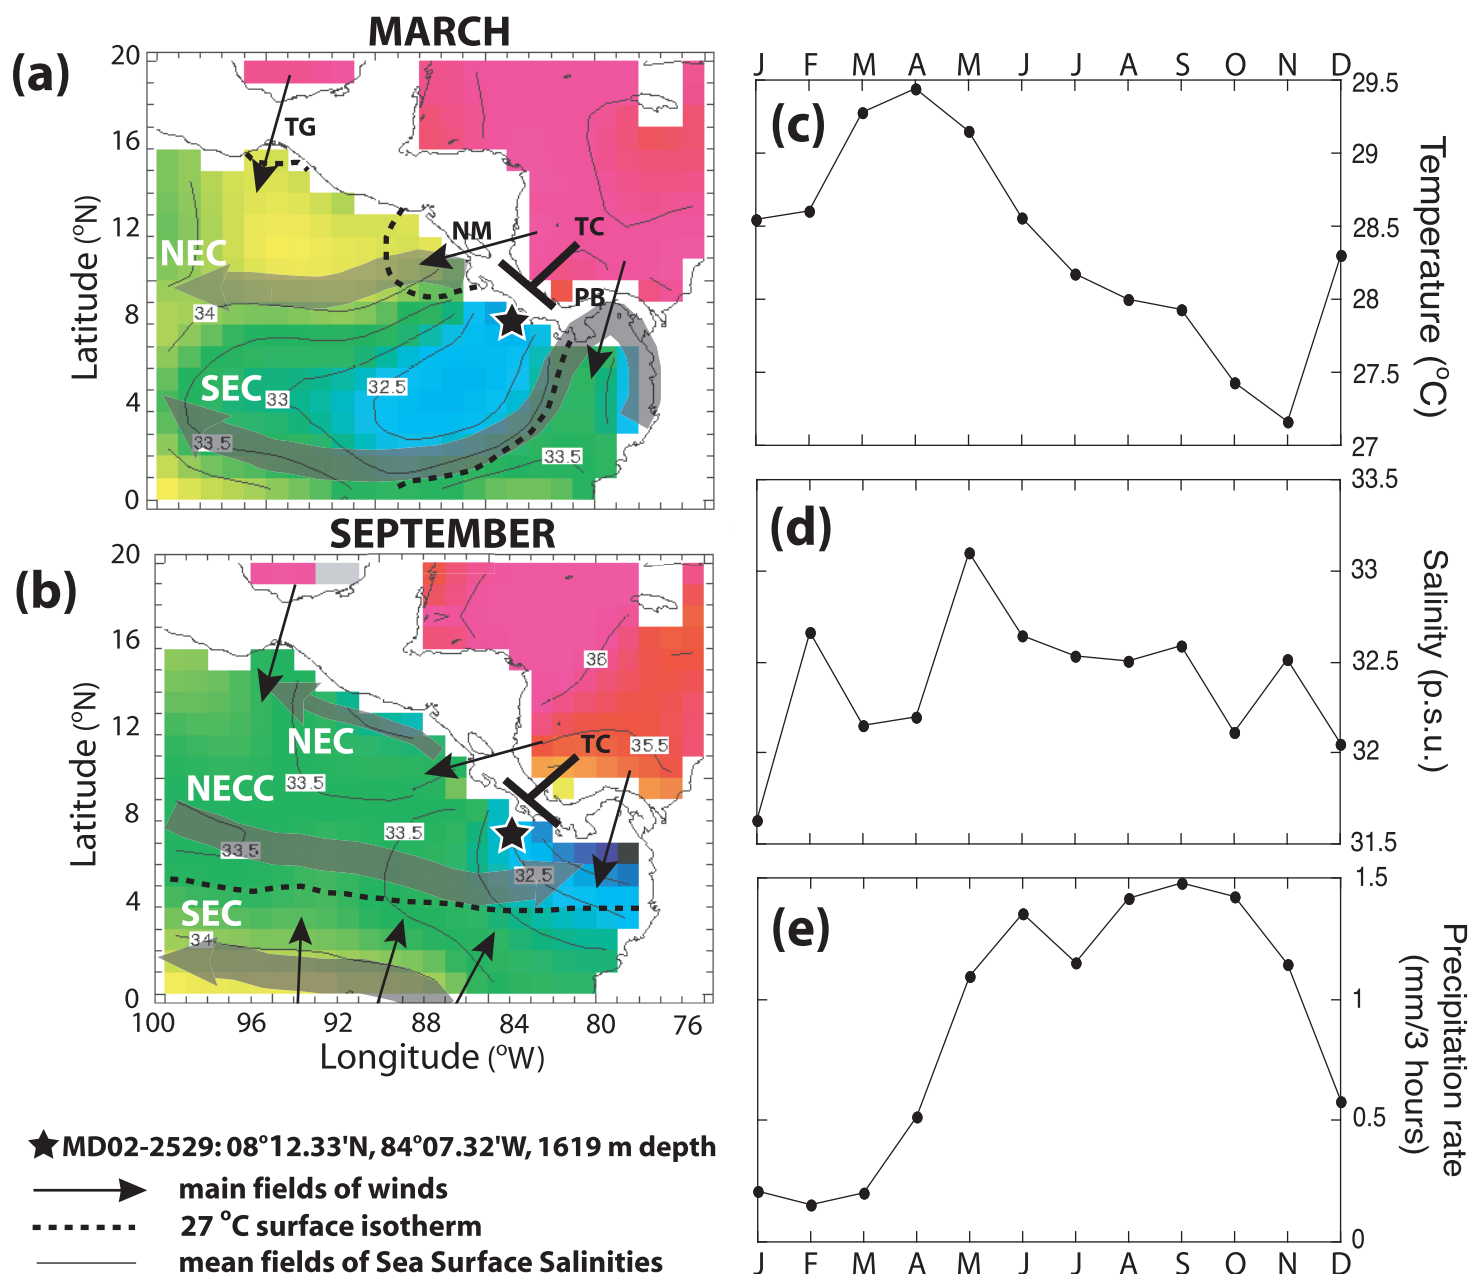 MARCH
(a)
20
16
12
8
4
0
Latitude (°N)
TG
NM
TC
PB
NEC
SEC
34
33
32.5
33.5
33.5
SEPTEMBER
(b)
20
16
12
8
4
0
Latitude (°N)
36
35.5
TC
NEC
NECC
SEC
33.5
33.5
33.5
32.5
34
100 96 92 88 84 80 76
Longitude (°W)
★ MD02-2529: 08°12.33'N, 84°07.32'W, 1619 m depth
main fields of winds
27 °C surface isotherm
mean fields of Sea Surface Salinities
J F M A M J J A S O N D
(c)
29.5
29
28.5
28
27.5
27
Temperature (°C)
(d)
33.5
33
32.5
32
31.5
Salinity (p.s.u.)
(e)
1.5
1
0.5
0
Precipitation rate
(mm/3 hours)
J F M A M J J A S O N D